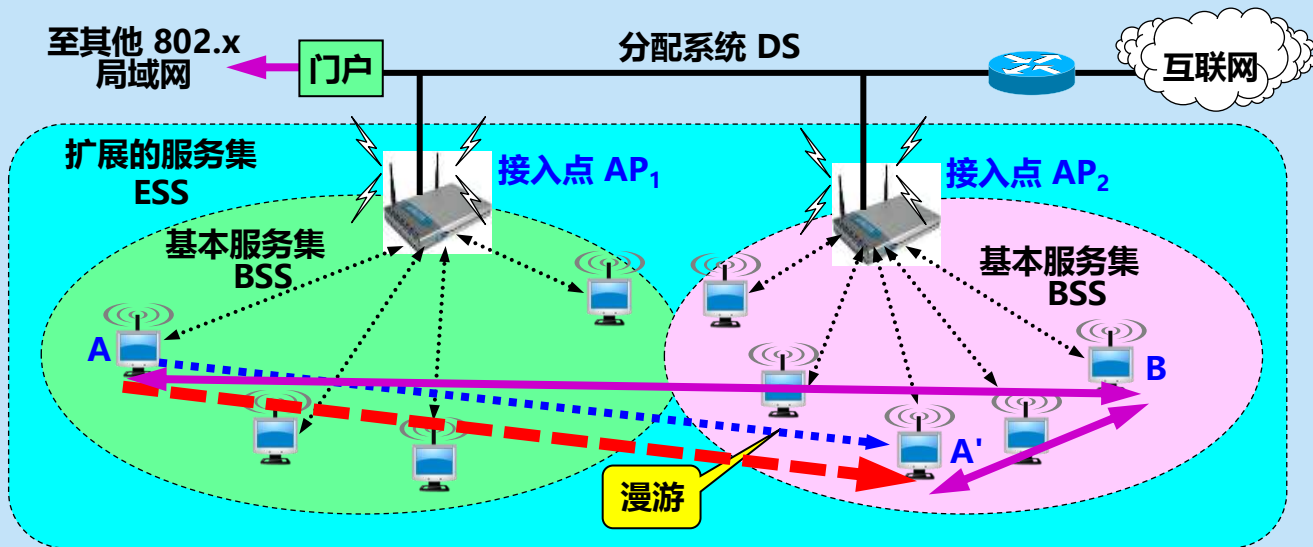 至其他 802.x
局域网
门户
分配系统 DS
互联网
扩展的服务集
ESS
接入点 AP₁
接入点 AP₂
基本服务集
BSS
基本服务集
BSS
A
B
A'
漫游